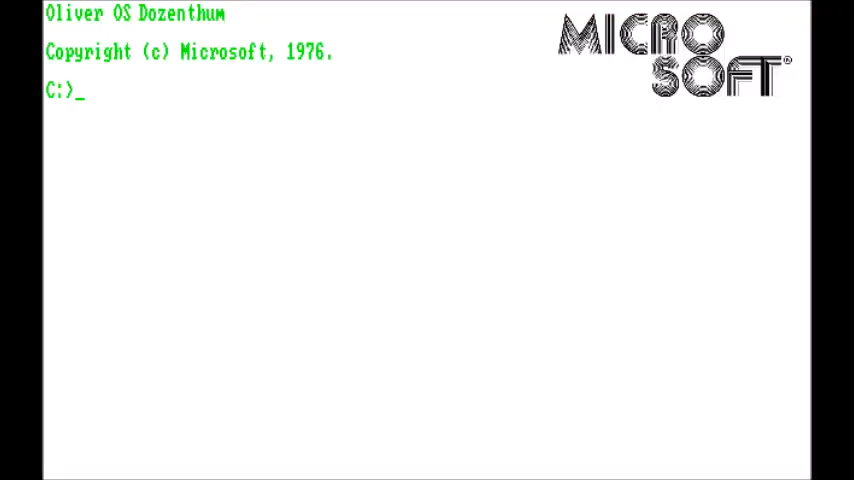 Oliver OS Dozenthum
MICRO
SOFT®
Copyright (c) Microsoft, 1976.
C:>_